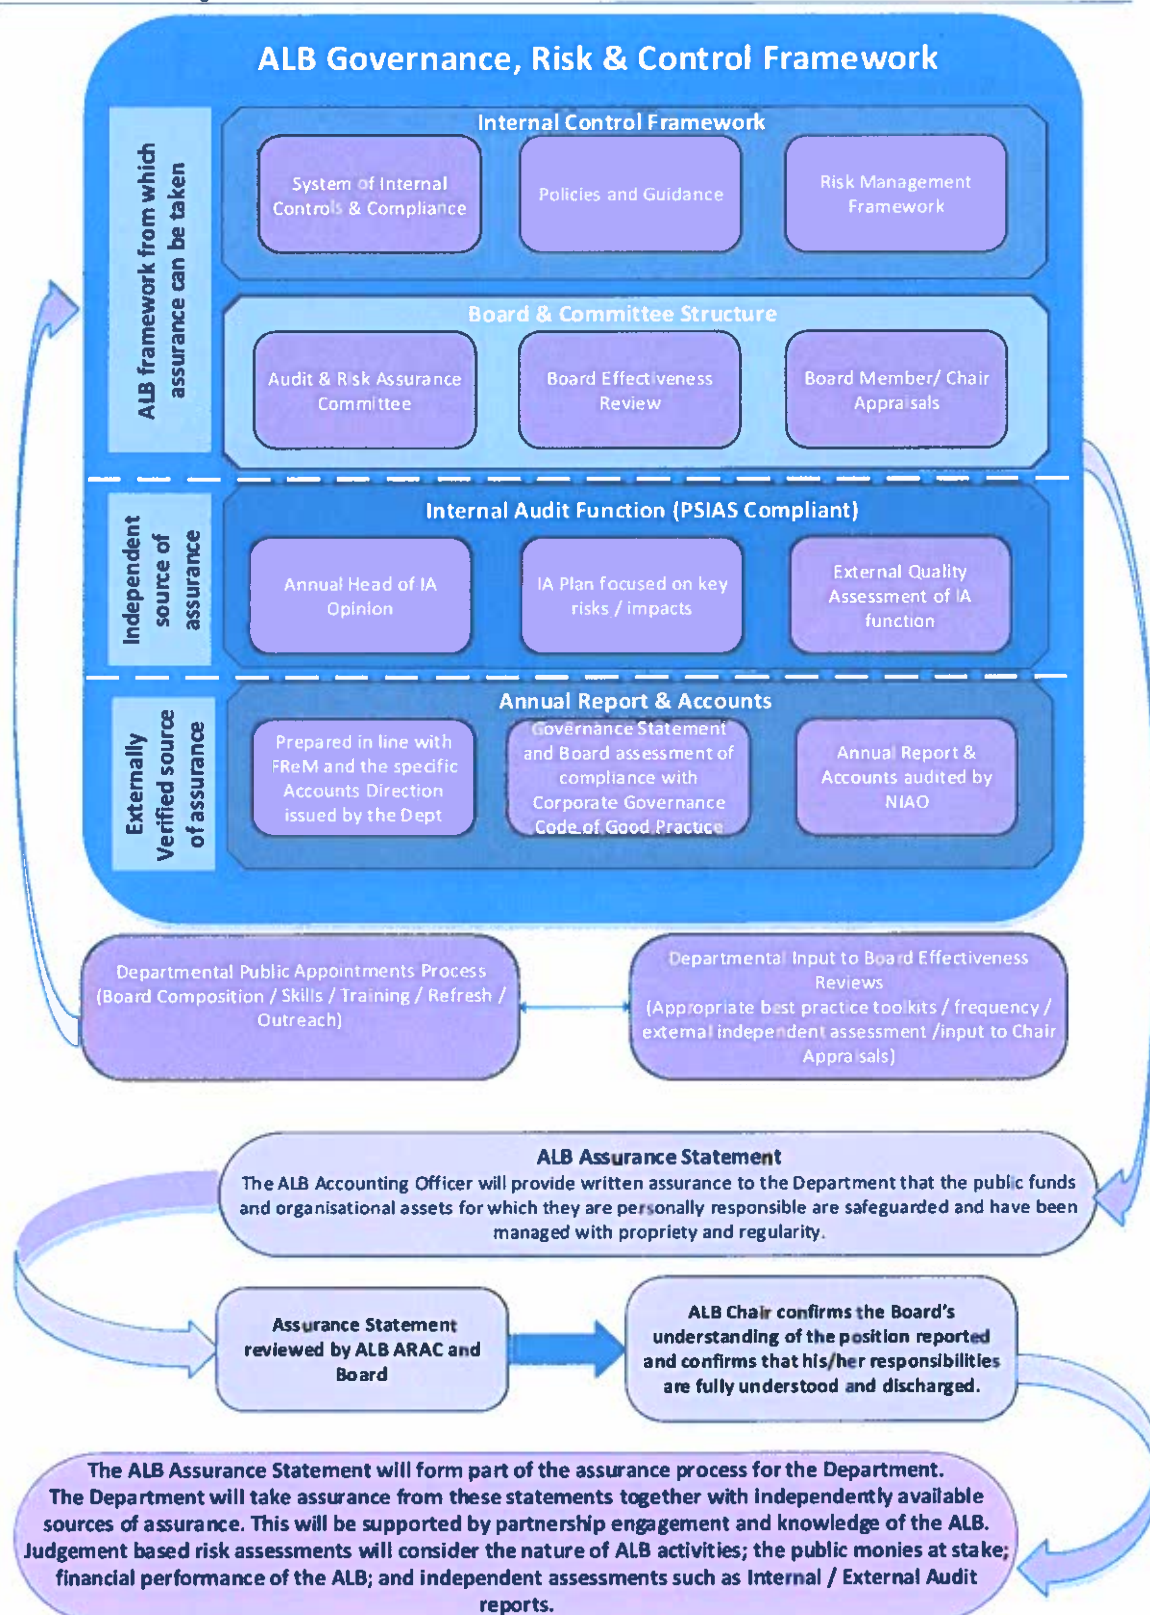 ALB Governance, Risk & Control Framework
ALB framework from which
assurance can be taken
Internal Control Framework
System of Internal
Controls & Compliance
Policies and Guidance
Risk Management
Framework
Board & Committee Structure
Audit & Risk Assurance
Committee
Board Effectiveness
Review
Board Member/ Chair
Appraisals
Independent
source of
assurance
Internal Audit Function (PSIAS Compliant)
Annual Head of IA
Opinion
IA Plan focused on key
risks / impacts
External Quality
Assessment of IA
function
Externally
Verified source
of assurance
Annual Report & Accounts
Prepared in line with
FReM and the specific
Accounts Direction
issued by the Dept
Governance Statement
and Board assessment of
compliance with
Corporate Governance
Code of Good Practice
Annual Report &
Accounts audited by
NIAO
Departmental Public Appointments Process
(Board Composition / Skills / Training / Refresh /
Outreach)
Departmental Input to Board Effectiveness
Reviews
(Appropriate best practice toolkits / frequency /
external independent assessment /input to Chair
Appraisals)
ALB Assurance Statement
The ALB Accounting Officer will provide written assurance to the Department that the public funds
and organisational assets for which they are personally responsible are safeguarded and have been
managed with propriety and regularity.
Assurance Statement
reviewed by ALB ARAC and
Board
ALB Chair confirms the Board's
understanding of the position reported
and confirms that his/her responsibilities
are fully understood and discharged.
The ALB Assurance Statement will form part of the assurance process for the Department.
The Department will take assurance from these statements together with independently available
sources of assurance. This will be supported by partnership engagement and knowledge of the ALB.
Judgement based risk assessments will consider the nature of ALB activities; the public monies at stake;
financial performance of the ALB; and independent assessments such as Internal / External Audit
reports.